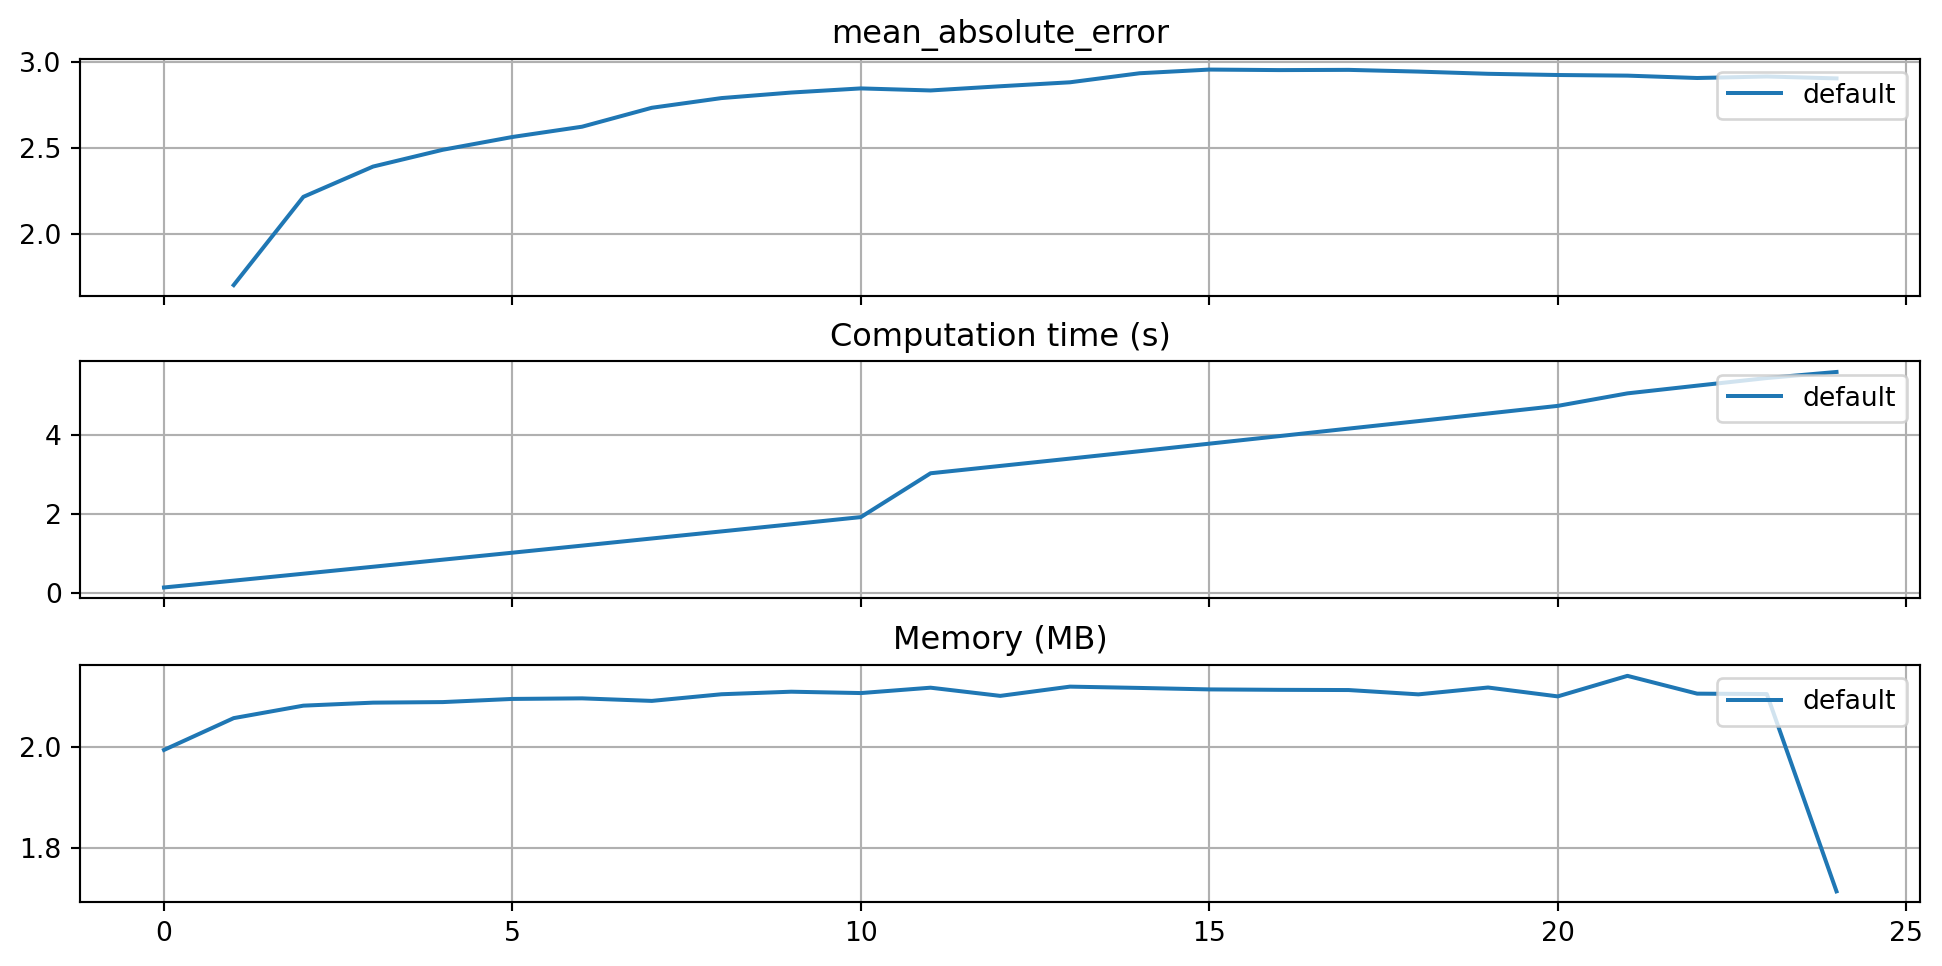 mean_absolute_error
3.0
2.5
2.0
default
Computation time (s)
4
2
0
default
Memory (MB)
2.0
1.8
default
0 5 10 15 20 25